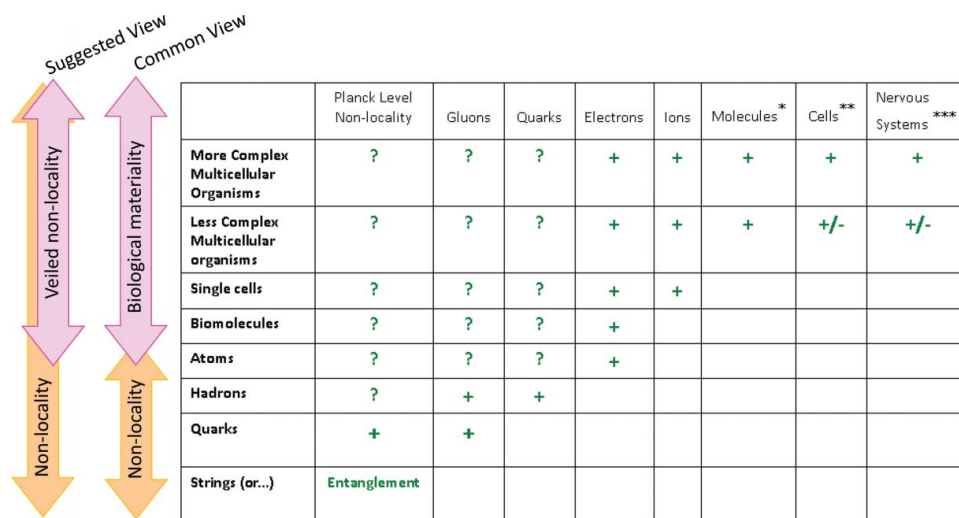 Suggested View
Common View
Veiled non-locality
Non-locality
Biological materiality
Non-locality
Planck Level
Non-locality
Gluons
Quarks
Electrons
Ions
Molecules*
Cells**
Nervous
Systems***
More Complex
Multicellular
Organisms
? ? ? + + + + +
Less Complex
Multicellular
organisms
? ? ? + + + +/- +/-
Single cells ? ? ? + +
Biomolecules ? ? ? +
Atoms ? ? ? +
Hadrons ? + +
Quarks + +
Strings (or...) Entanglement